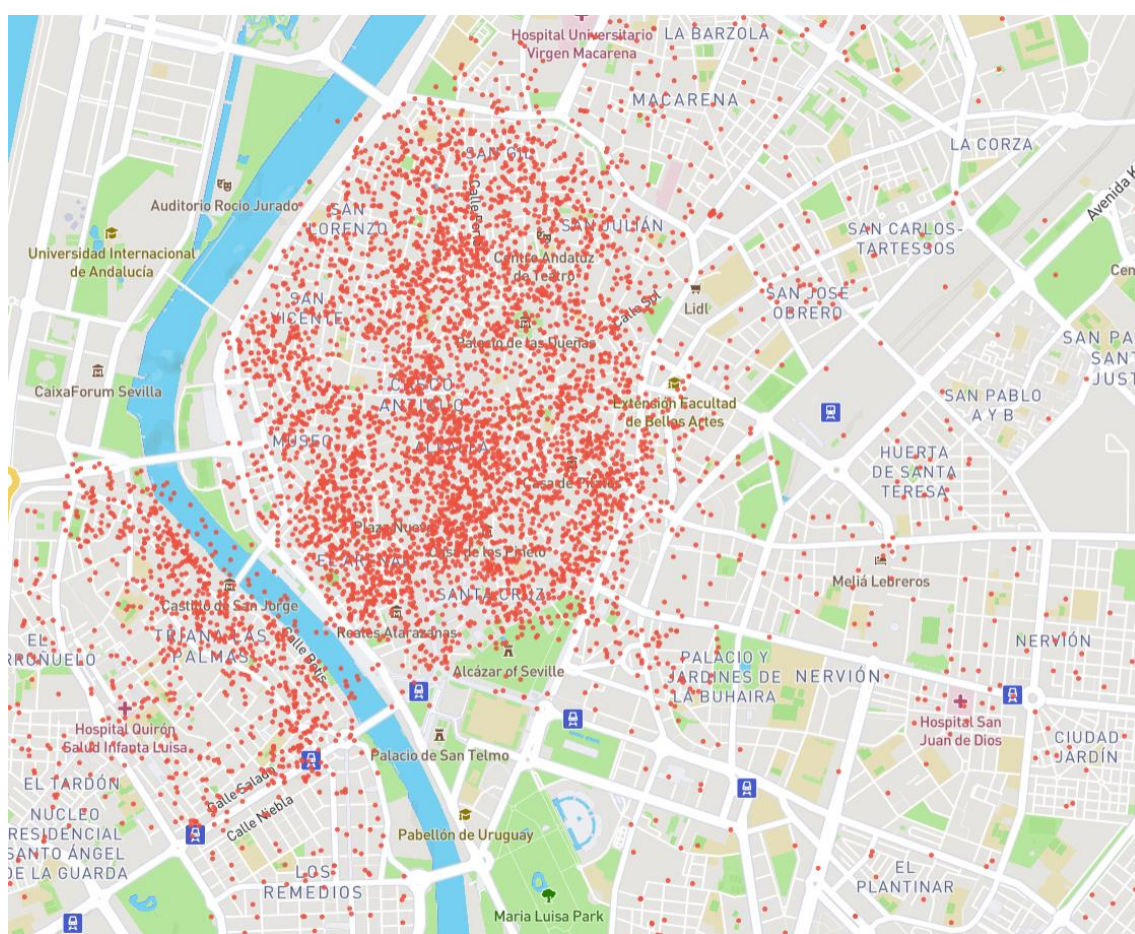 Hospital Universitario
Virgen Macarena
LA BARZOLA
MACARENA
LA CORZA
SAN GIL
Avenida K
Auditorio Rocío Jurado
SAN
LORENZO
SAN JULIÁN
SAN CARLOS-
TARTESSOS
Universidad Internacional
de Andalucía
Centro Andaluz
de Teatro
Cen
SAN
VICENTE
Calle Sol
Lidl
SAN JOSÉ
OBRERO
Palacio de las Dueñas
SAN PA
SANT
JUST
CaixaForum Sevilla
CASCO
ANTIGUO
Extensión Facultad
de Bellas Artes
SAN PABLO
A Y B
MUSEO
ALFALFA
HUERTA
DE SANTA
TERESA
Casa de Pilatos
Plaza Nueva
Casa de los Pinelo
EL ARENAL
Meliá Lebreros
Castillo de San Jorge
SANTA CRUZ
Reales Atarazanas
EL
RROÑUELO
TRIANA LAS
PALMAS
Calle Betis
Alcázar of Seville
PALACIO Y
JARDINES DE
LA BUHAIRA
NERVIÓN
NERVIÓN
Hospital Quirón
Salud Infanta Luisa
Hospital San
Juan de Dios
CIUDAD
JARDÍN
Palacio de San Telmo
EL TARDÓN
Calle Salado
Calle Niebla
NÚCLEO
RESIDENCIAL
SANTO ÁNGEL
DE LA GUARDA
Pabellón de Uruguay
LOS
REMEDIOS
EL
PLANTINAR
Maria Luisa Park